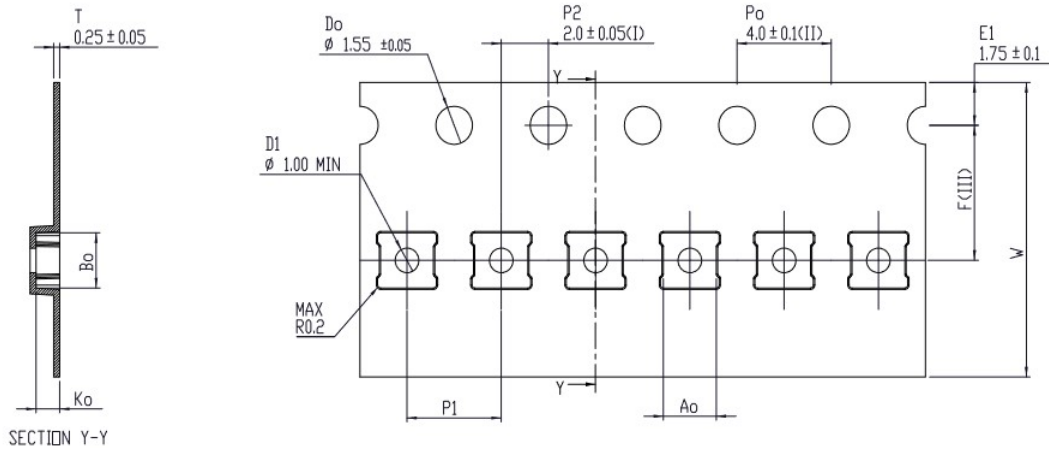 T
0.25 ± 0.05
Do
ø 1.55 ±0.05
P2
2.0 ± 0.05(I)
Po
4.0 ± 0.1(II)
E1
1.75 ± 0.1
Y
D1
ø 1.00 MIN
F(III)
W
Bo
MAX
R0.2
Ko
P1
Y
Ao
SECTION Y-Y